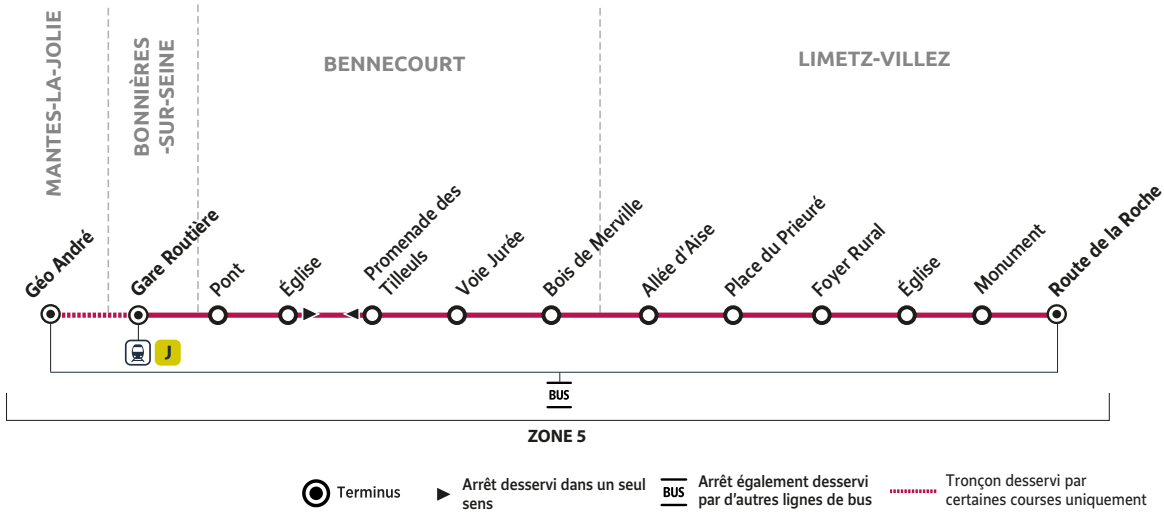 MANTES-LA-JOLIE
BONNIÈRES
-SUR-SEINE
BENNECOURT
LIMETZ-VILLEZ
Géo André
Gare Routière
Pont
Église
Promenade des
Tilleuls
Voie Jurée
Bois de Merville
Allée d'Aise
Place du Prieuré
Foyer Rural
Église
Monument
Route de la Roche
J
BUS
ZONE 5
Terminus
Arrêt desservi dans un seul
sens
BUS
Arrêt également desservi
par d'autres lignes de bus
Tronçon desservi par
certaines courses uniquement